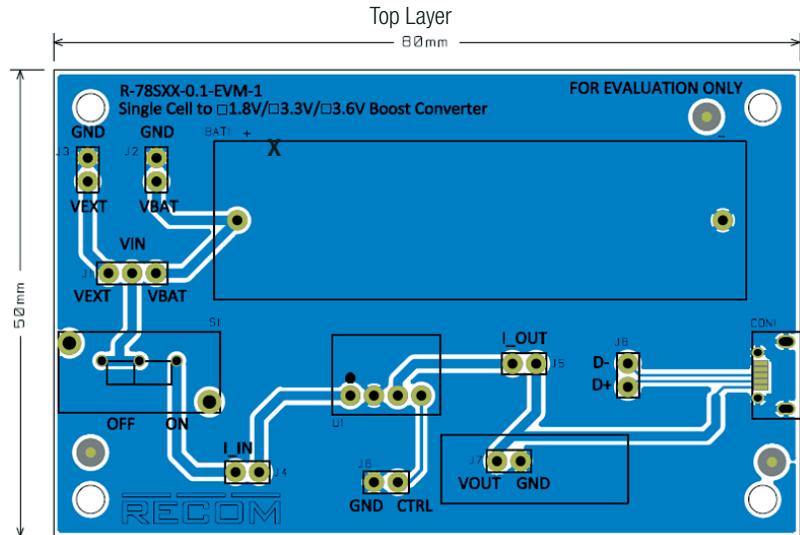 Top Layer
80mm
50mm
R-78SXX-0.1-EVM-1
Single Cell to □1.8V/□3.3V/□3.6V Boost Converter
FOR EVALUATION ONLY
GND
GND
BAT1 + X -
J3
J2
VEXT
VBAT
VIN
J1
VEXT
VBAT
S1
OFF
ON
I_IN
J4
U1
I_OUT
J5
J8
D-
D+
CON1
J6
GND
CTRL
J7
VOUT
GND
RECOM